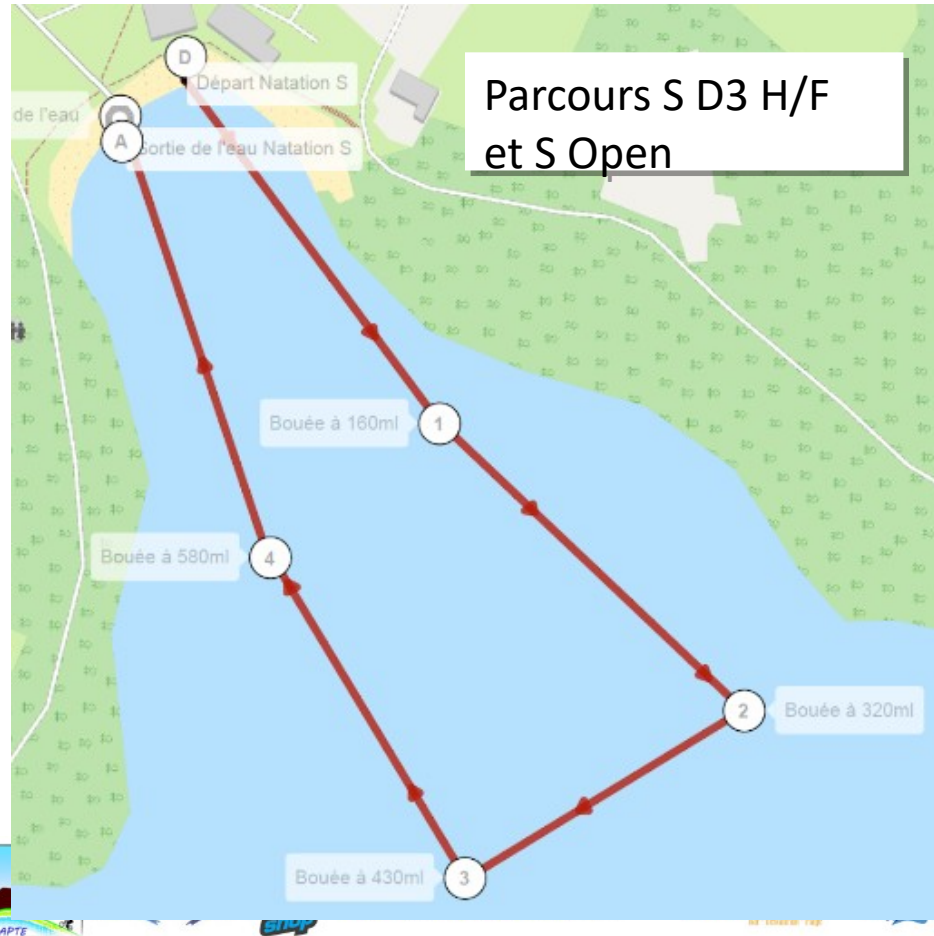 Parcours S D3 H/F
et S Open
D
Départ Natation S
de l'eau
A
Sortie de l'eau Natation S
Bouée à 160ml
1
Bouée à 580ml
4
2
Bouée à 320ml
Bouée à 430ml
3
shop